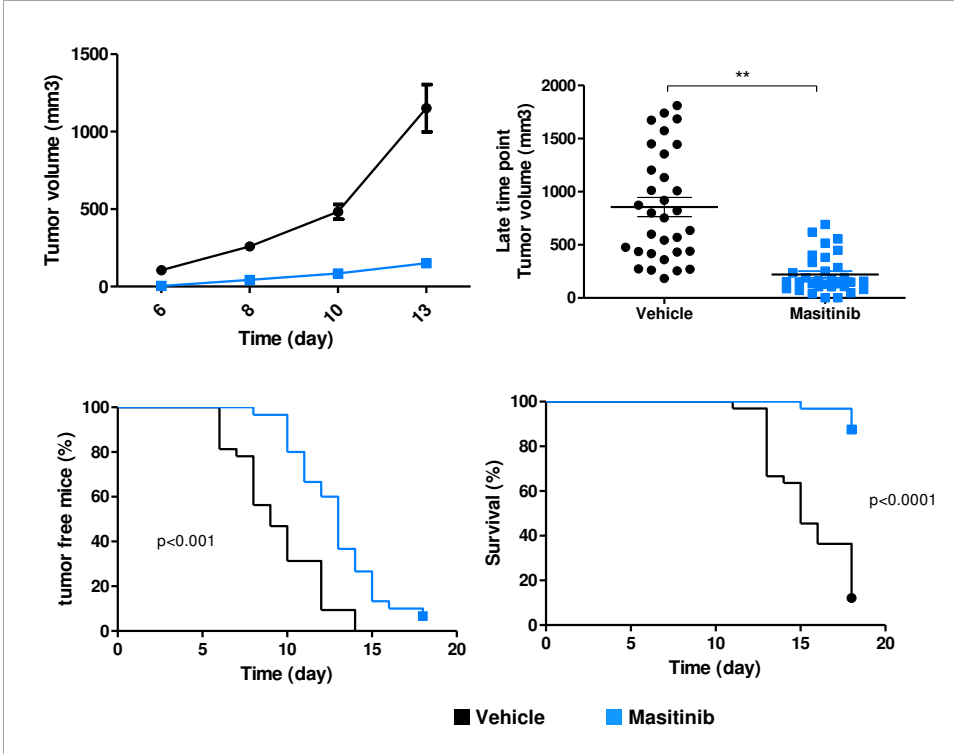 1500
1000
500
0
Tumor volume (mm3)
6
8
10
13
Time (day)
**
2000
1500
1000
500
0
Late time point
Tumor volume (mm3)
Vehicle
Masitinib
100
80
60
40
20
0
tumor free mice (%)
p<0.001
0
5
10
15
20
Time (day)
100
80
60
40
20
0
Survival (%)
p<0.0001
0
5
10
15
20
Time (day)
Vehicle
Masitinib